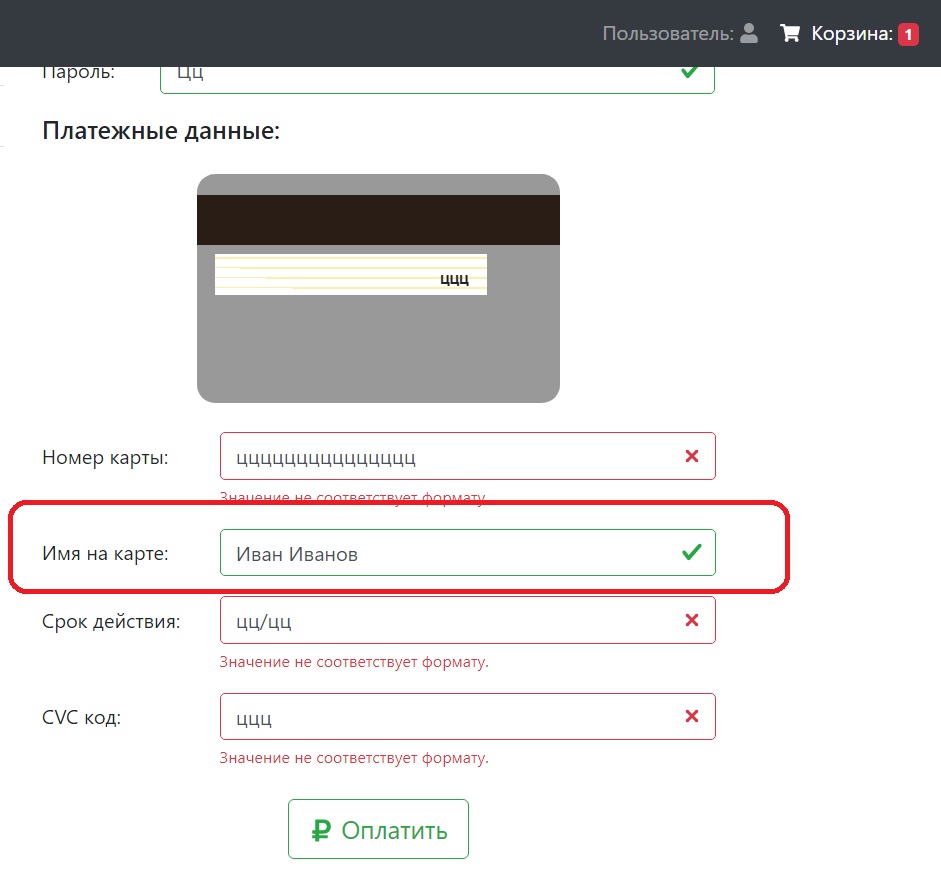 Пользователь: Корзина: 1
Пароль: Цц
Платежные данные:
ццц
Номер карты: ццццццццццццццц
Значение не соответствует формату.
Имя на карте: Иван Иванов
Срок действия: цц/цц
Значение не соответствует формату.
CVC код: ццц
Значение не соответствует формату.
₽ Оплатить